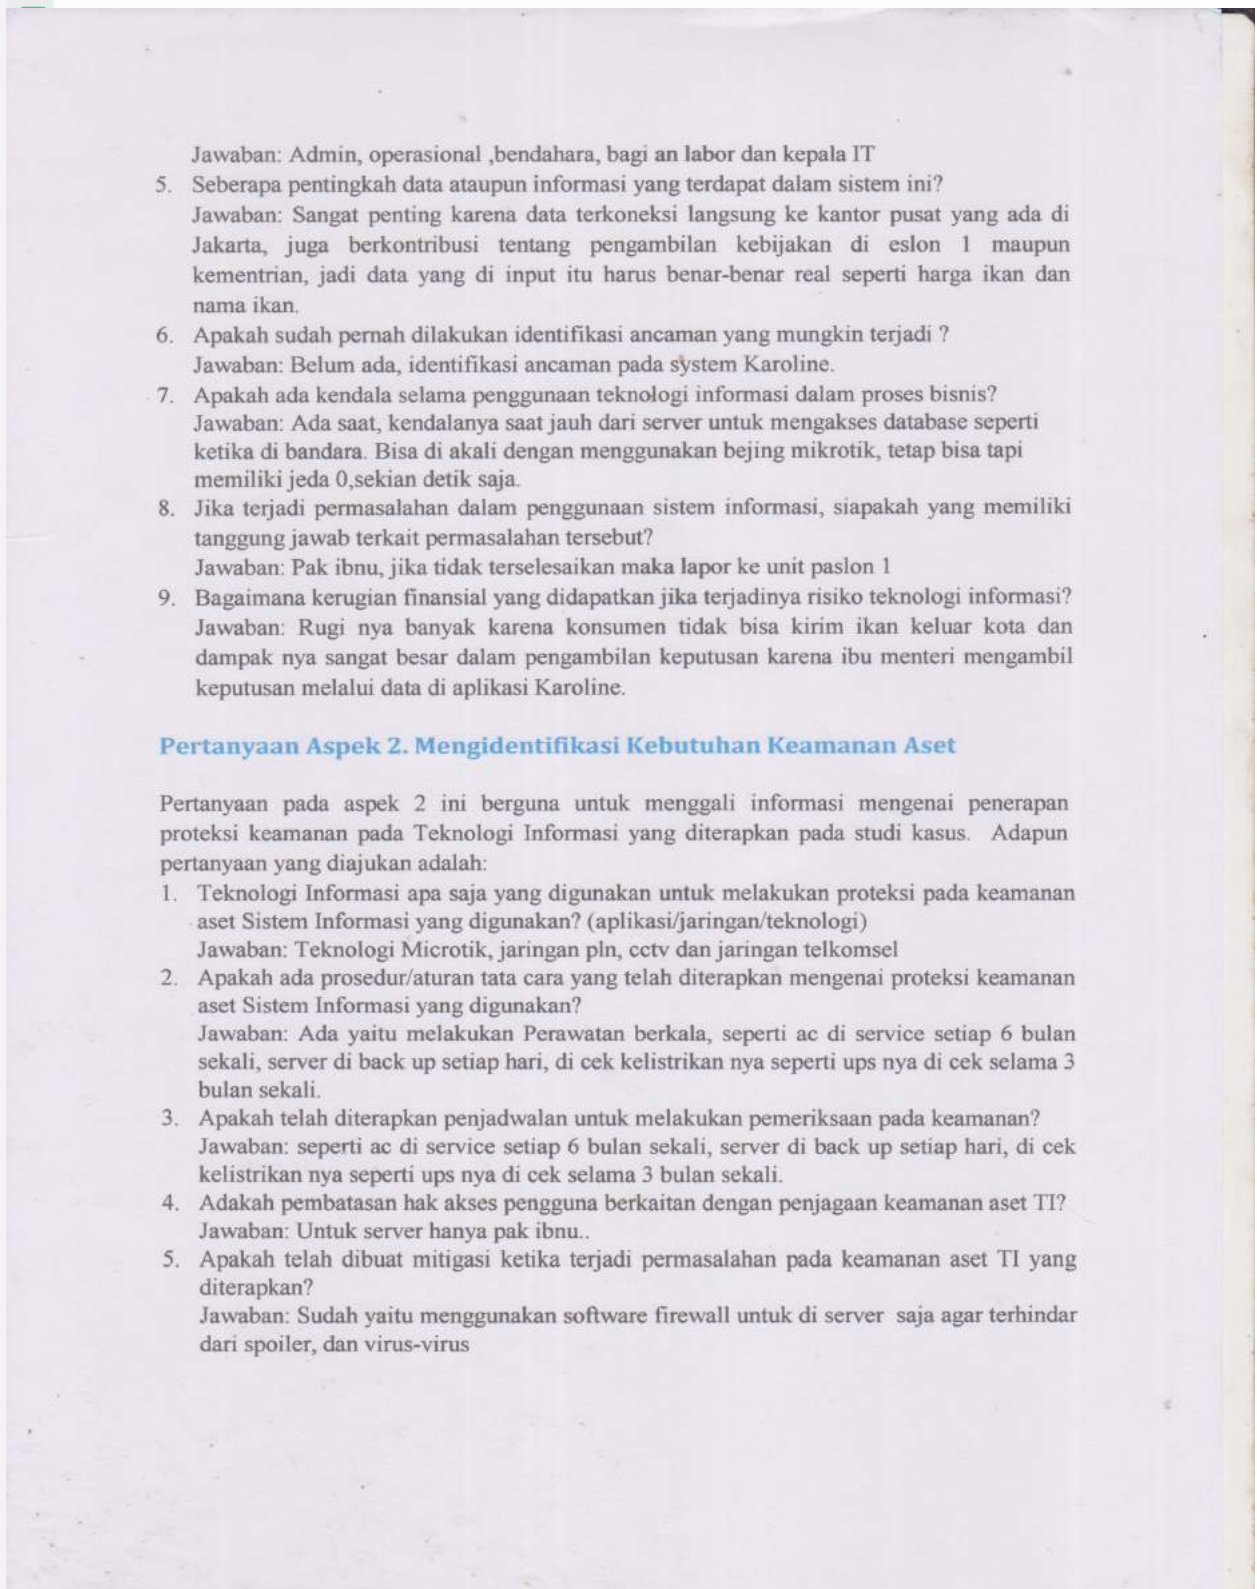 Jawaban: Admin, operasional ,bendahara, bagi an labor dan kepala IT
5. Seberapa pentingkah data ataupun informasi yang terdapat dalam sistem ini?
Jawaban: Sangat penting karena data terkoneksi langsung ke kantor pusat yang ada di
Jakarta, juga berkontribusi tentang pengambilan kebijakan di eslon 1 maupun
kementrian, jadi data yang di input itu harus benar-benar real seperti harga ikan dan
nama ikan.
6. Apakah sudah pernah dilakukan identifikasi ancaman yang mungkin terjadi ?
Jawaban: Belum ada, identifikasi ancaman pada system Karoline.
7. Apakah ada kendala selama penggunaan teknologi informasi dalam proses bisnis?
Jawaban: Ada saat, kendalanya saat jauh dari server untuk mengakses database seperti
ketika di bandara. Bisa di akali dengan menggunakan bejing mikrotik, tetap bisa tapi
memiliki jeda 0,sekian detik saja.
8. Jika terjadi permasalahan dalam penggunaan sistem informasi, siapakah yang memiliki
tanggung jawab terkait permasalahan tersebut?
Jawaban: Pak ibnu, jika tidak terselesaikan maka lapor ke unit paslon 1
9. Bagaimana kerugian finansial yang didapatkan jika terjadinya risiko teknologi informasi?
Jawaban: Rugi nya banyak karena konsumen tidak bisa kirim ikan keluar kota dan
dampak nya sangat besar dalam pengambilan keputusan karena ibu menteri mengambil
keputusan melalui data di aplikasi Karoline.
Pertanyaan Aspek 2. Mengidentifikasi Kebutuhan Keamanan Aset
Pertanyaan pada aspek 2 ini berguna untuk menggali informasi mengenai penerapan
proteksi keamanan pada Teknologi Informasi yang diterapkan pada studi kasus. Adapun
pertanyaan yang diajukan adalah:
1. Teknologi Informasi apa saja yang digunakan untuk melakukan proteksi pada keamanan
aset Sistem Informasi yang digunakan? (aplikasi/jaringan/teknologi)
Jawaban: Teknologi Microtik, jaringan pln, cctv dan jaringan telkomsel
2. Apakah ada prosedur/aturan tata cara yang telah diterapkan mengenai proteksi keamanan
aset Sistem Informasi yang digunakan?
Jawaban: Ada yaitu melakukan Perawatan berkala, seperti ac di service setiap 6 bulan
sekali, server di back up setiap hari, di cek kelistrikan nya seperti ups nya di cek selama 3
bulan sekali.
3. Apakah telah diterapkan penjadwalan untuk melakukan pemeriksaan pada keamanan?
Jawaban: seperti ac di service setiap 6 bulan sekali, server di back up setiap hari, di cek
kelistrikan nya seperti ups nya di cek selama 3 bulan sekali.
4. Adakah pembatasan hak akses pengguna berkaitan dengan penjagaan keamanan aset TI?
Jawaban: Untuk server hanya pak ibnu..
5. Apakah telah dibuat mitigasi ketika terjadi permasalahan pada keamanan aset TI yang
diterapkan?
Jawaban: Sudah yaitu menggunakan software firewall untuk di server saja agar terhindar
dari spoiler, dan virus-virus